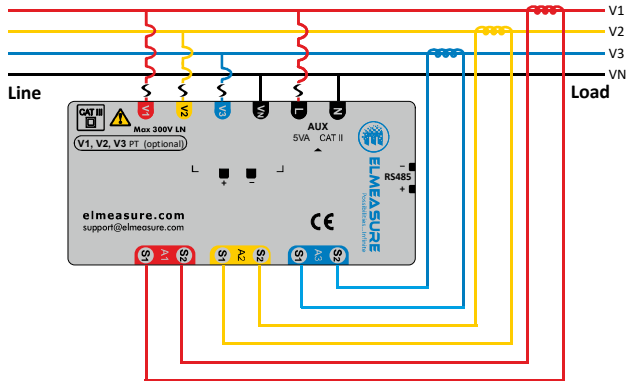 V1
V2
V3
VN
Line
Load
V1
V2
V3
VN
L
N
CAT III
Max 300V LN
V1, V2, V3 PT (optional)
AUX
5VA CAT II
+ −
ELMEASURE
Possibilities...Infinite
−
RS485
+
elmeasure.com
support@elmeasure.com
CE
S1 A1 S2
S1 A2 S2
S1 A3 S2